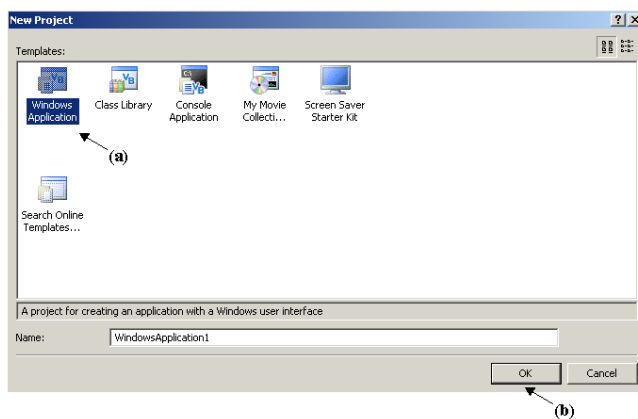 New Project
Templates:
Windows Application
Class Library
Console Application
My Movie Collecti...
Screen Saver Starter Kit
(a)
Search Online Templates...
A project for creating an application with a Windows user interface
Name:
WindowsApplication1
OK
Cancel
(b)